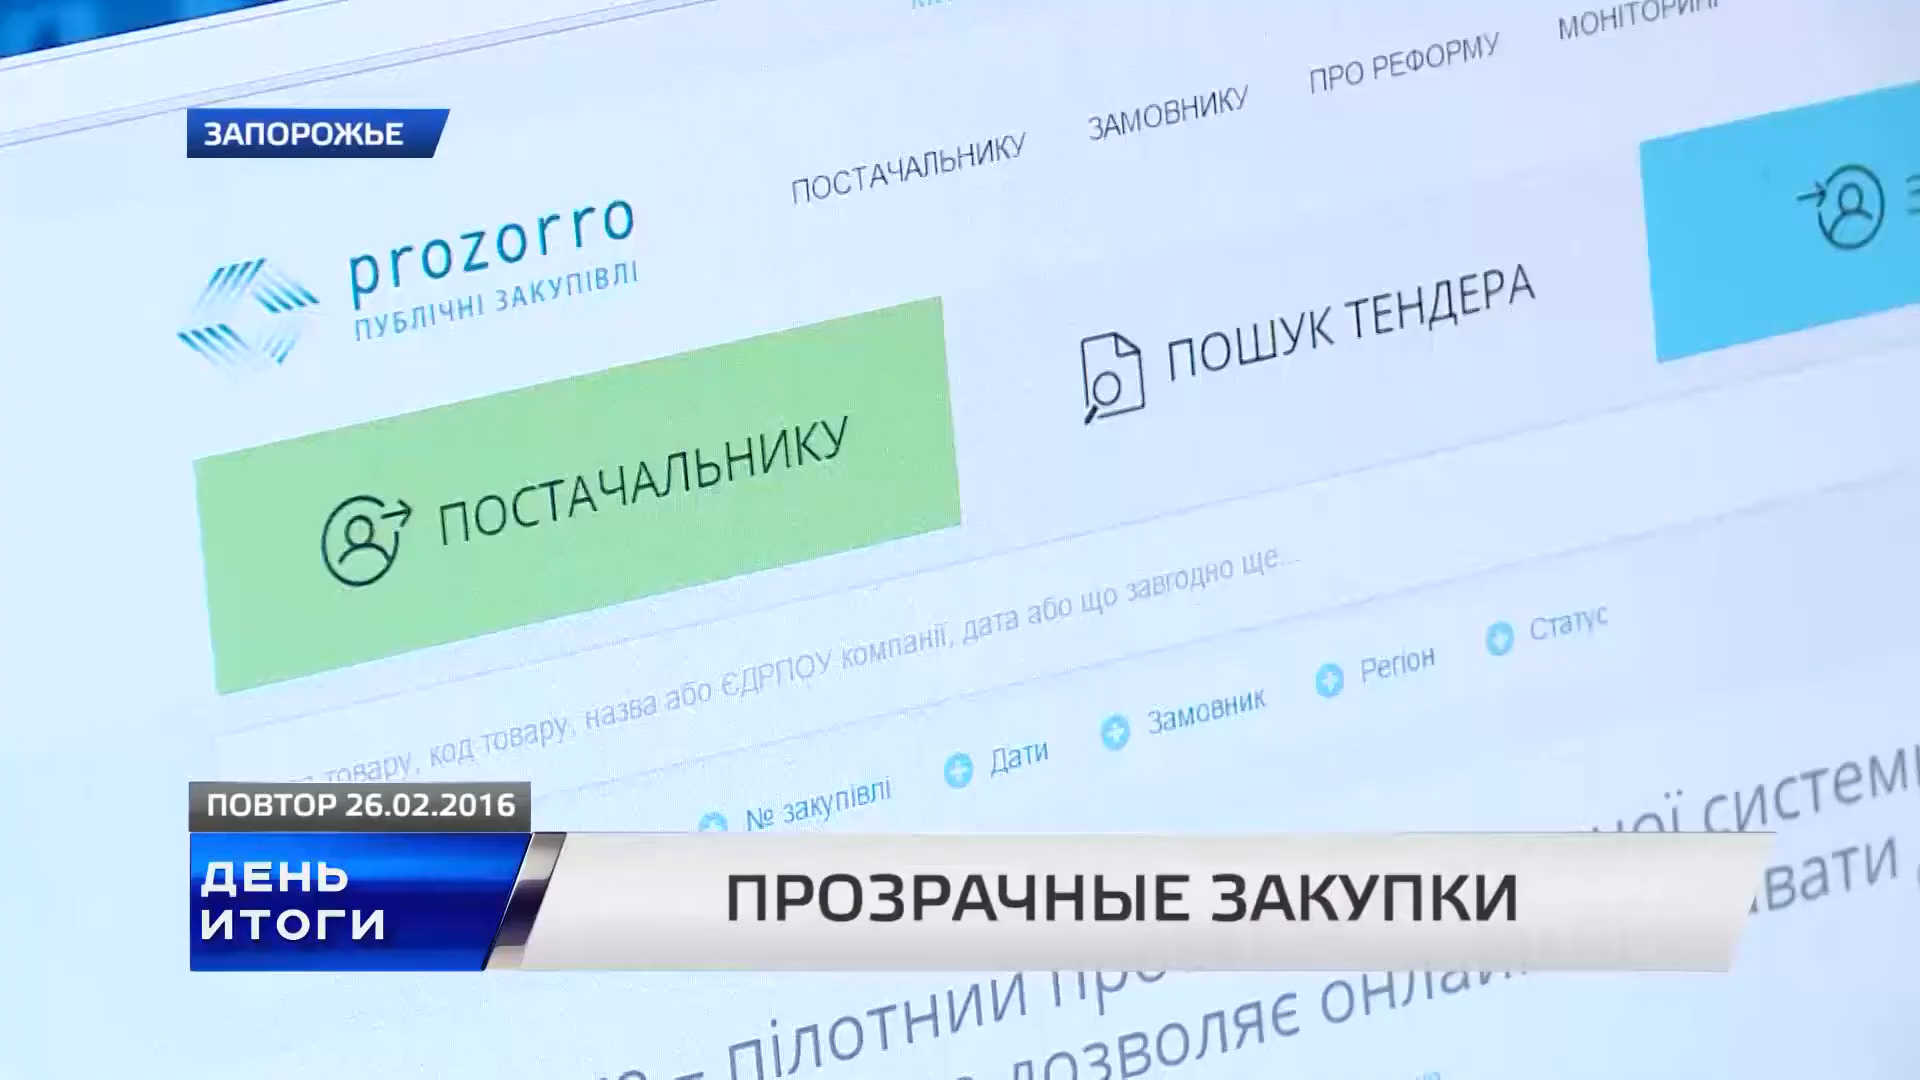 ЗАПОРОЖЬЕ
ПОСТАЧАЛЬНИКУ ЗАМОВНИКУ ПРО РЕФОРМУ
prozorro
ПУБЛІЧНІ ЗАКУПІВЛІ
ПОСТАЧАЛЬНИКУ
ПОШУК ТЕНДЕРА
товару, код товару, назва або ЄДРПОУ компанії, дата або що завгодно ще...
№ закупівлі Дати Замовник Регіон Статус
ПОВТОР 26.02.2016
ДЕНЬ
ИТОГИ
ПРОЗРАЧНЫЕ ЗАКУПКИ
пілотний
дозволяє